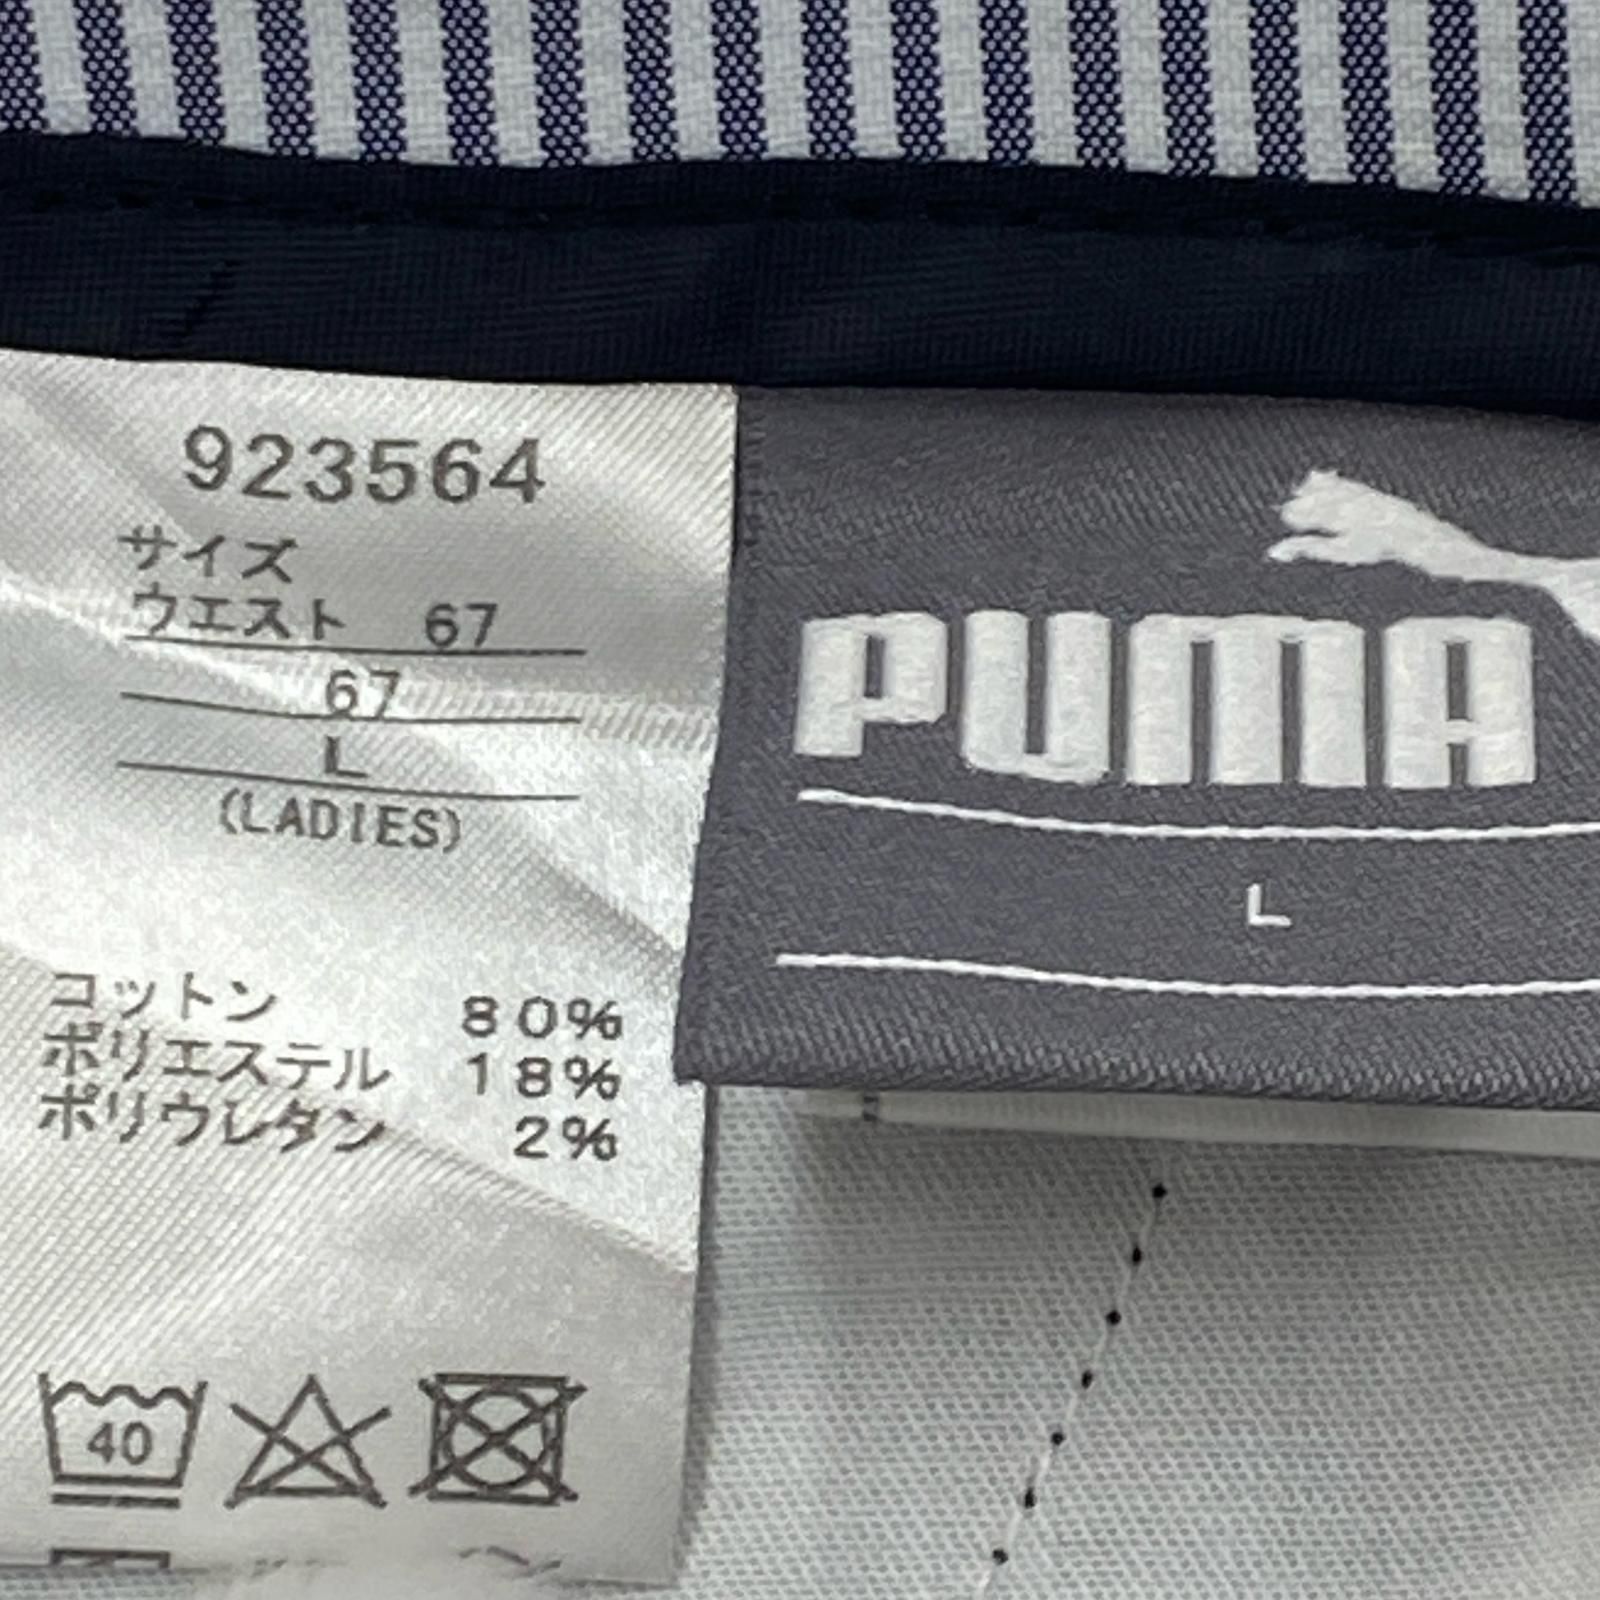 923564
サイズ
ウエスト 67
67
L
(LADIES)
コットン 80%
ポリエステル 18%
ポリウレタン 2%
40
PUMA
L